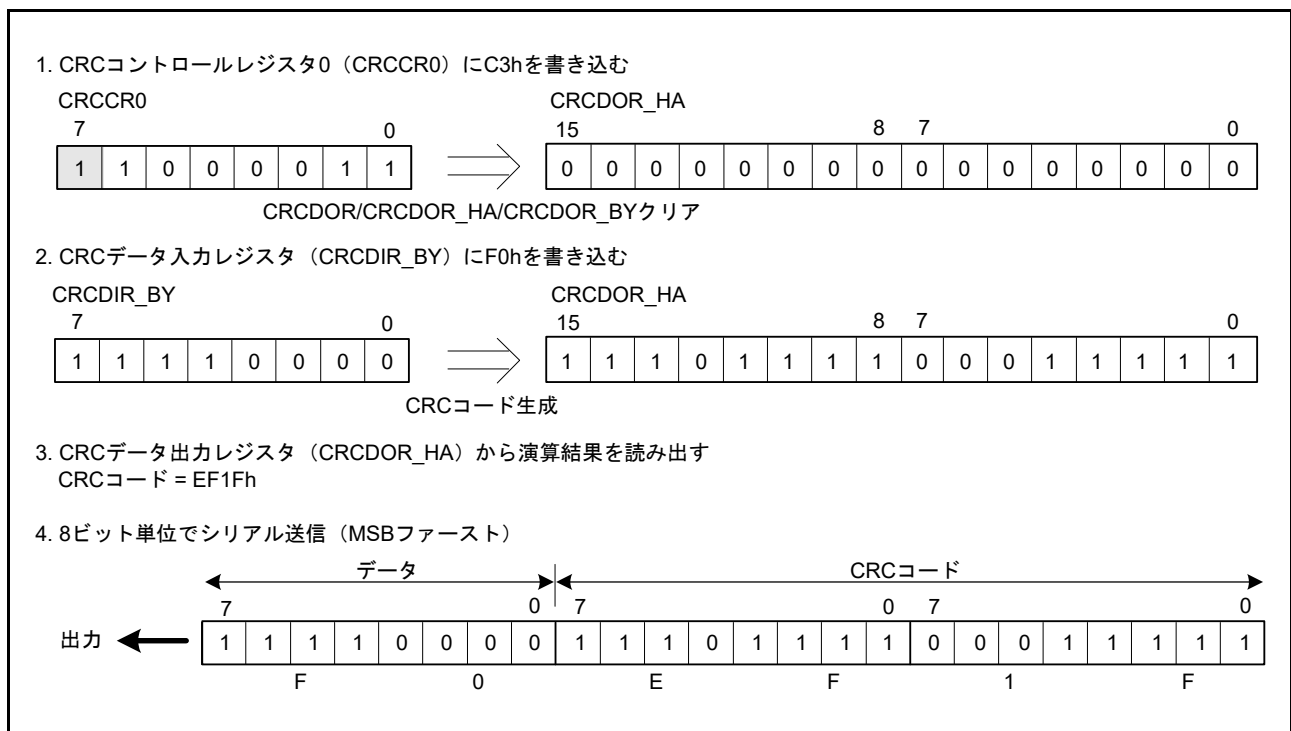 1. CRCコントロールレジスタ0（CRCCR0）にC3hを書き込む
CRCCR0 CRCDOR_HA
7 0 15 8 7 0
1 1 0 0 0 0 1 1 0 0 0 0 0 0 0 0 0 0 0 0 0 0 0 0
CRCDOR/CRCDOR_HA/CRCDOR_BYクリア
2. CRCデータ入力レジスタ（CRCDIR_BY）にF0hを書き込む
CRCDIR_BY CRCDOR_HA
7 0 15 8 7 0
1 1 1 1 0 0 0 0 1 1 1 0 1 1 1 1 0 0 0 1 1 1 1 1
CRCコード生成
3. CRCデータ出力レジスタ（CRCDOR_HA）から演算結果を読み出す
CRCコード = EF1Fh
4. 8ビット単位でシリアル送信（MSBファースト）
データ CRCコード
7 0 7 0 7 0
出力 1 1 1 1 0 0 0 0 1 1 1 0 1 1 1 1 0 0 0 1 1 1 1 1
F 0 E F 1 F